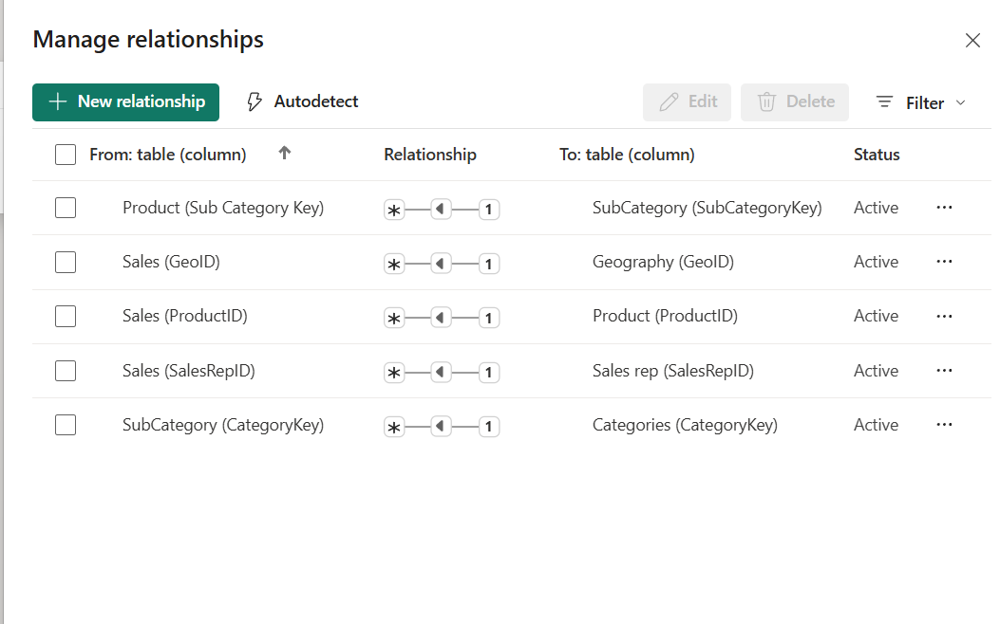 Manage relationships
New relationship Autodetect Edit Delete Filter
From: table (column) Relationship To: table (column) Status
Product (Sub Category Key) * 1 SubCategory (SubCategoryKey) Active ...
Sales (GeoID) * 1 Geography (GeoID) Active ...
Sales (ProductID) * 1 Product (ProductID) Active ...
Sales (SalesRepID) * 1 Sales rep (SalesRepID) Active ...
SubCategory (CategoryKey) * 1 Categories (CategoryKey) Active ...